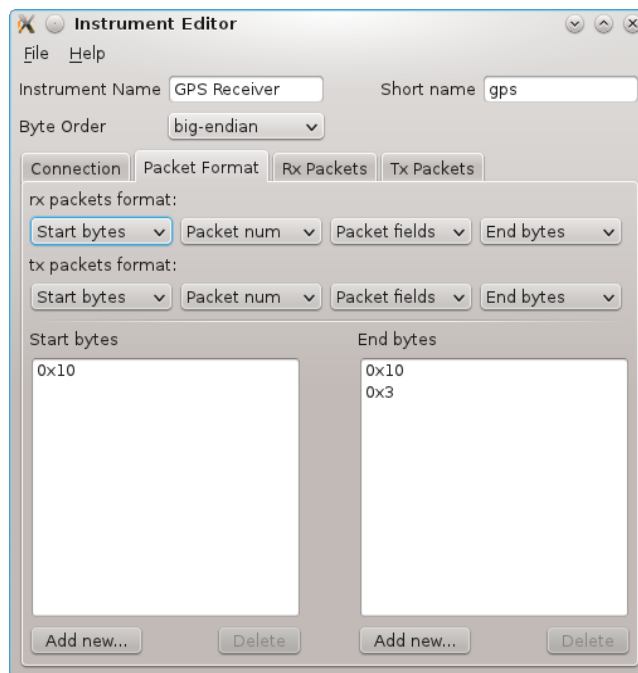 Instrument Editor
File Help
Instrument Name GPS Receiver Short name gps
Byte Order big-endian
Connection Packet Format Rx Packets Tx Packets
rx packets format:
Start bytes Packet num Packet fields End bytes
tx packets format:
Start bytes Packet num Packet fields End bytes
Start bytes End bytes
0x10 0x10
0x3
Add new... Delete Add new... Delete